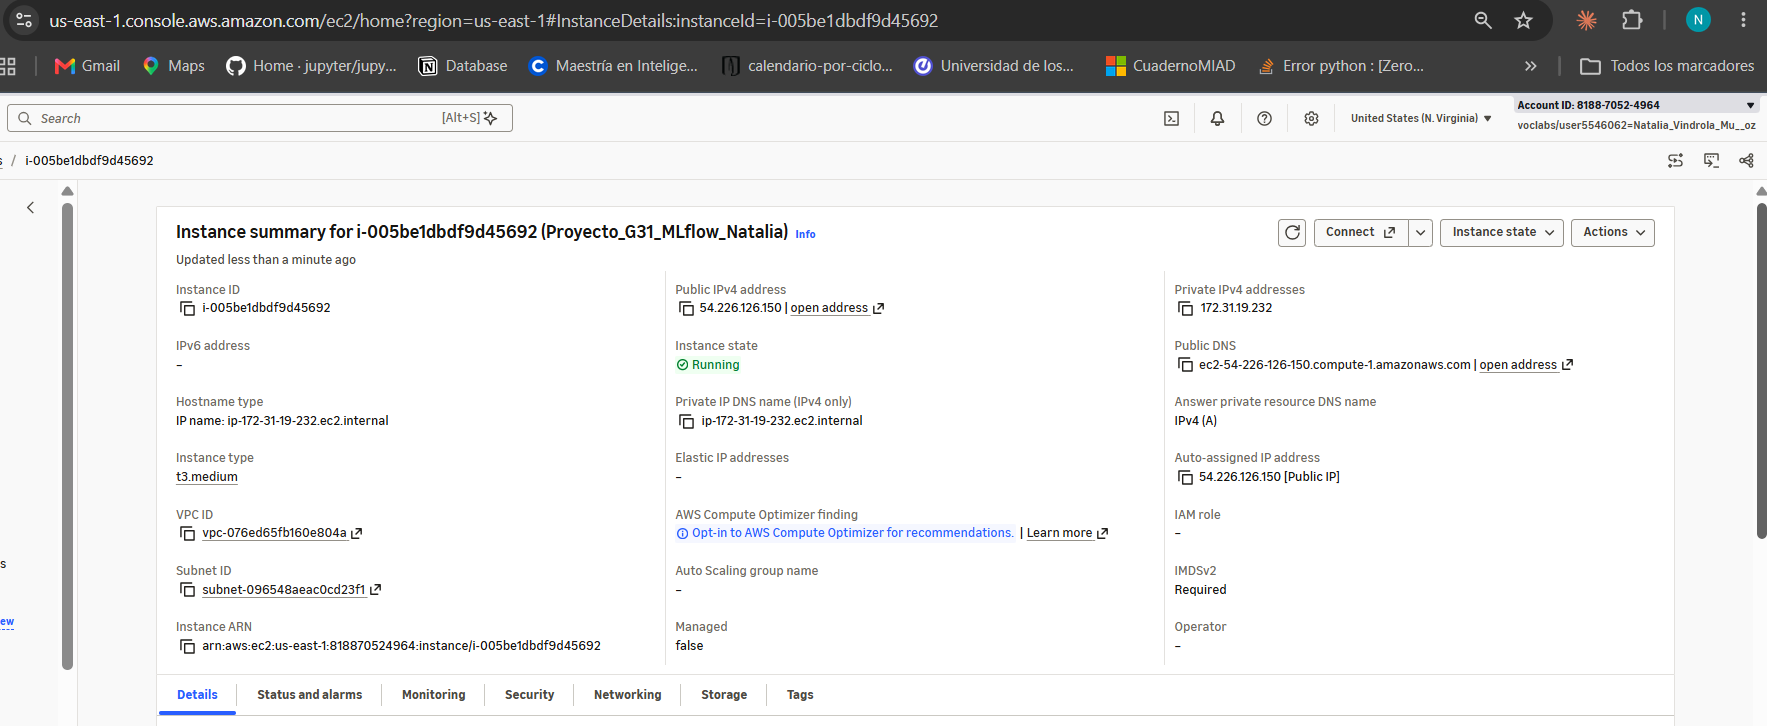 us-east-1.console.aws.amazon.com/ec2/home?region=us-east-1#InstanceDetails:instanceId=i-005be1dbdf9d45692
N
Gmail
Maps
Home · jupyter/jupy...
Database
Maestría en Intelige...
calendario-por-ciclo...
Universidad de los...
CuadernoMIAD
Error python : [Zero...
»
Todos los marcadores
Search
[Alt+S]
United States (N. Virginia)
Account ID: 8188-7052-4964
voclabs/user5546062=Natalia_Vindrola_Mu__oz
s / i-005be1dbdf9d45692
Instance summary for i-005be1dbdf9d45692 (Proyecto_G31_MLflow_Natalia) Info
Connect
Instance state
Actions
Updated less than a minute ago
Instance ID
i-005be1dbdf9d45692
Public IPv4 address
54.226.126.150 | open address
Private IPv4 addresses
172.31.19.232
IPv6 address
–
Instance state
Running
Public DNS
ec2-54-226-126-150.compute-1.amazonaws.com | open address
Hostname type
IP name: ip-172-31-19-232.ec2.internal
Private IP DNS name (IPv4 only)
ip-172-31-19-232.ec2.internal
Answer private resource DNS name
IPv4 (A)
Instance type
t3.medium
Elastic IP addresses
–
Auto-assigned IP address
54.226.126.150 [Public IP]
VPC ID
vpc-076ed65fb160e804a
AWS Compute Optimizer finding
Opt-in to AWS Compute Optimizer for recommendations. | Learn more
IAM role
–
Subnet ID
subnet-096548aeac0cd23f1
Auto Scaling group name
–
IMDSv2
Required
Instance ARN
arn:aws:ec2:us-east-1:818870524964:instance/i-005be1dbdf9d45692
Managed
false
Operator
–
s
ew
Details
Status and alarms
Monitoring
Security
Networking
Storage
Tags